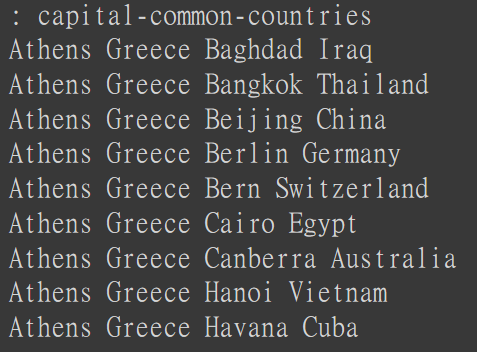 : capital-common-countries
Athens Greece Baghdad Iraq
Athens Greece Bangkok Thailand
Athens Greece Beijing China
Athens Greece Berlin Germany
Athens Greece Bern Switzerland
Athens Greece Cairo Egypt
Athens Greece Canberra Australia
Athens Greece Hanoi Vietnam
Athens Greece Havana Cuba